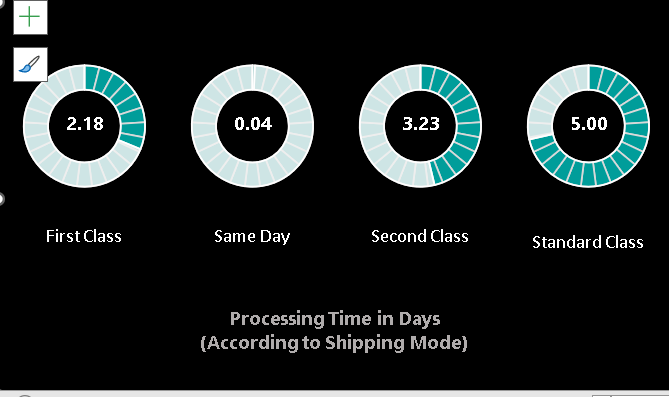 2.18
0.04
3.23
5.00
First Class
Same Day
Second Class
Standard Class
Processing Time in Days
(According to Shipping Mode)